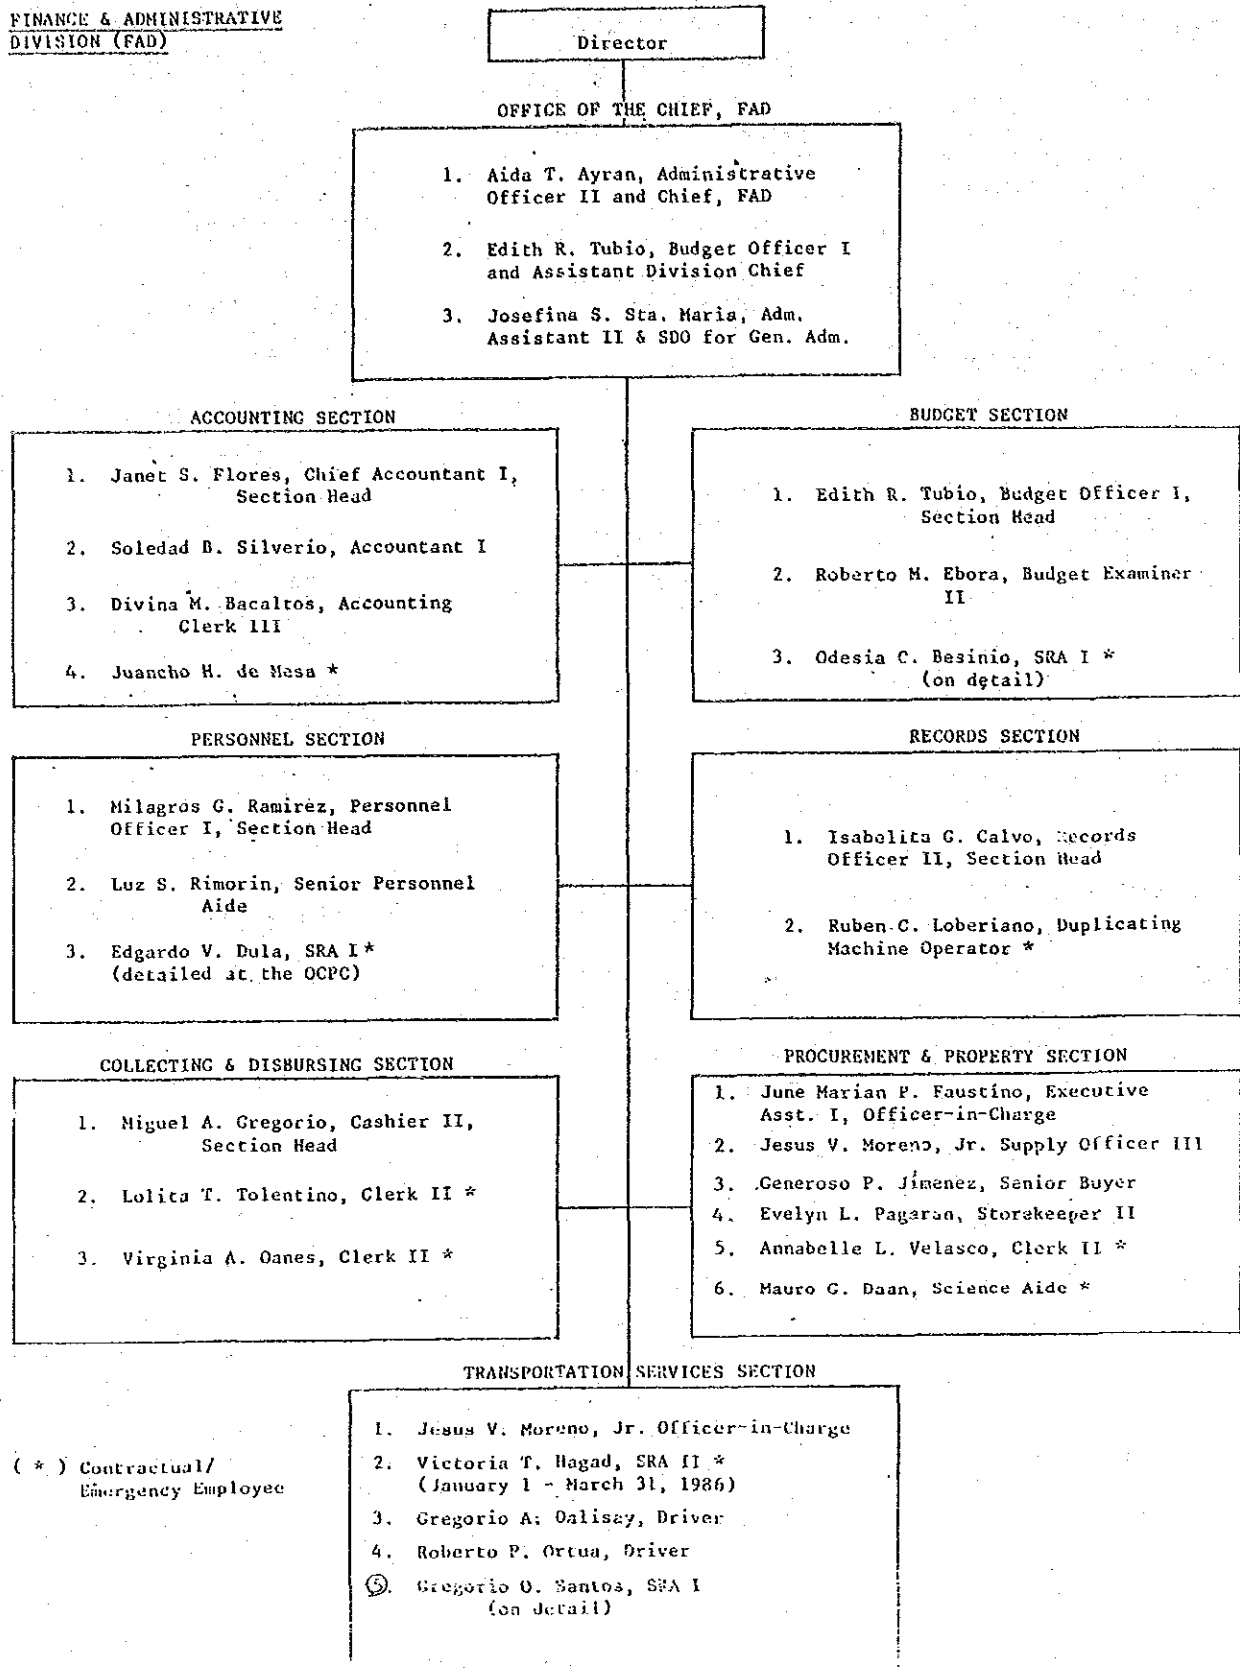 FINANCE & ADMINISTRATIVE
DIVISION (FAD)
Director
OFFICE OF THE CHIEF, FAD
1. Aida T. Ayran, Administrative
Officer II and Chief, FAD
2. Edith R. Tubio, Budget Officer I
and Assistant Division Chief
3. Josefina S. Sta. Maria, Adm.
Assistant II & SDO for Gen. Adm.
ACCOUNTING SECTION
1. Janet S. Flores, Chief Accountant I,
Section Head
2. Soledad B. Silverio, Accountant I
3. Divina M. Bacaltos, Accounting
Clerk III
4. Juancho H. de Mesa *
BUDGET SECTION
1. Edith R. Tubio, Budget Officer I,
Section Head
2. Roberto M. Ebora, Budget Examiner
II
3. Odesia C. Besinio, SRA I *
(on detail)
PERSONNEL SECTION
1. Milagros G. Ramirez, Personnel
Officer I, Section Head
2. Luz S. Rimorin, Senior Personnel
Aide
3. Edgardo V. Dula, SRA I *
(detailed at the OCPC)
RECORDS SECTION
1. Isabelita G. Calvo, Records
Officer II, Section Head
2. Ruben C. Loberiano, Duplicating
Machine Operator *
COLLECTING & DISBURSING SECTION
1. Miguel A. Gregorio, Cashier II,
Section Head
2. Lolita T. Tolentino, Clerk II *
3. Virginia A. Oanes, Clerk II *
PROCUREMENT & PROPERTY SECTION
1. June Marian P. Faustino, Executive
Asst. I, Officer-in-Charge
2. Jesus V. Moreno, Jr. Supply Officer III
3. Generoso P. Jimenez, Senior Buyer
4. Evelyn L. Pagaran, Storekeeper II
5. Annabelle L. Velasco, Clerk II *
6. Mauro G. Daan, Science Aide *
TRANSPORTATION SERVICES SECTION
1. Jesus V. Moreno, Jr. Officer-in-Charge
2. Victoria T. Hagad, SRA II *
(January 1 - March 31, 1986)
3. Gregorio A. Dalisay, Driver
4. Roberto P. Ortua, Driver
5. Gregorio O. Santos, SRA I
(on detail)
( * ) Contractual/
Emergency Employee